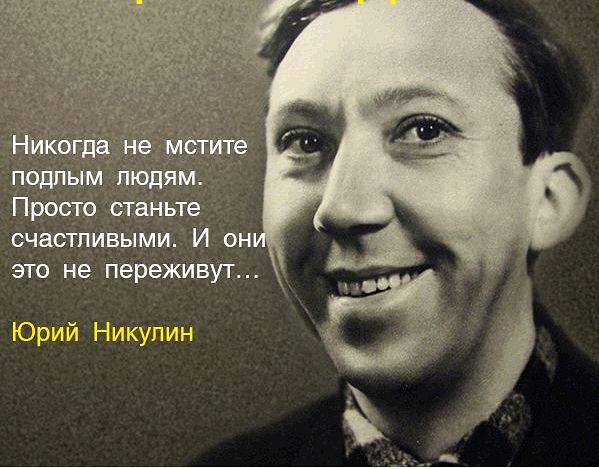 Никогда не мстите
подлым людям.
Просто станьте
счастливыми. И они
это не переживут...
Юрий Никулин